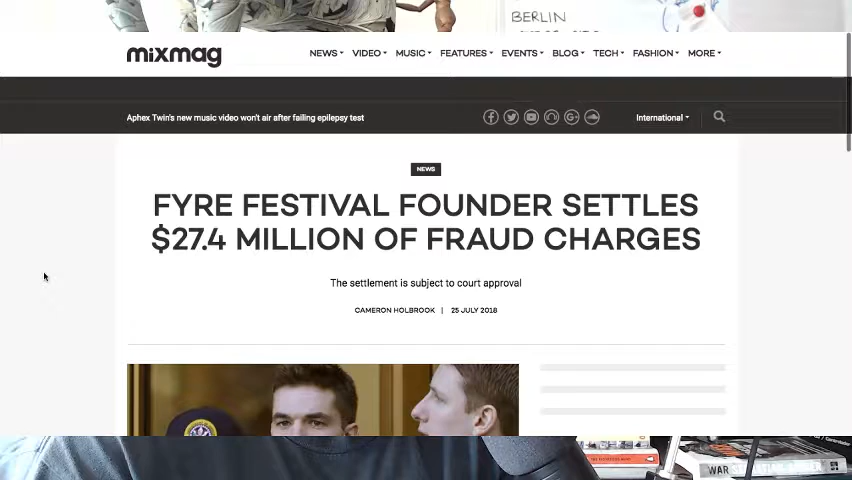 BERLIN
mixmag
NEWS VIDEO MUSIC FEATURES EVENTS BLOG TECH FASHION MORE
Aphex Twin's new music video won't air after failing epilepsy test
International
NEWS
FYRE FESTIVAL FOUNDER SETTLES
$27.4 MILLION OF FRAUD CHARGES
The settlement is subject to court approval
CAMERON HOLBROOK | 25 JULY 2018
WAR